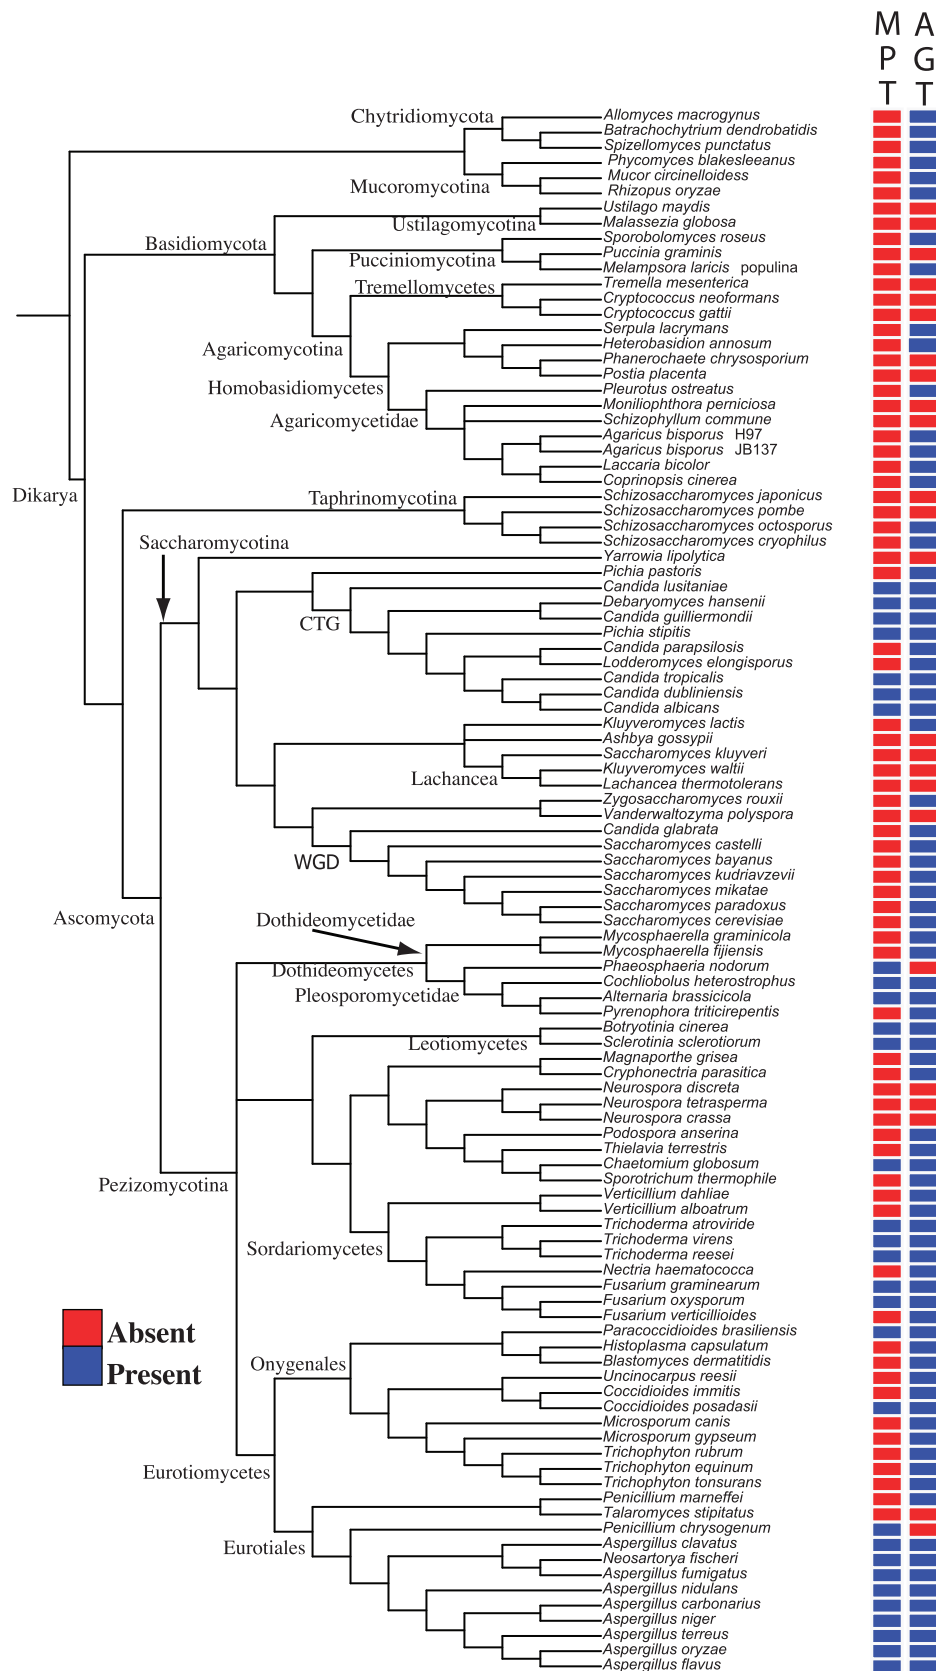 M A
P G
T T
Chytridiomycota
Allomyces macrogynus
Batrachochytrium dendrobatidis
Spizellomyces punctatus
Phycomyces blakesleeanus
Mucoromycotina
Mucor circinelloidess
Rhizopus oryzae
Ustilago maydis
Ustilagomycotina
Malassezia globosa
Basidiomycota
Sporobolomyces roseus
Pucciniomycotina
Puccinia graminis
Melampsora laricis populina
Tremellomycetes
Tremella mesenterica
Cryptococcus neoformans
Cryptococcus gattii
Serpula lacrymans
Agaricomycotina
Heterobasidion annosum
Phanerochaete chrysosporium
Postia placenta
Homobasidiomycetes
Pleurotus ostreatus
Moniliophthora perniciosa
Agaricomycetidae
Schizophyllum commune
Agaricus bisporus H97
Agaricus bisporus JB137
Laccaria bicolor
Coprinopsis cinerea
Dikarya
Taphrinomycotina
Schizosaccharomyces japonicus
Schizosaccharomyces pombe
Schizosaccharomyces octosporus
Schizosaccharomyces cryophilus
Saccharomycotina
Yarrowia lipolytica
Pichia pastoris
Candida lusitaniae
Debaryomyces hansenii
Candida guilliermondii
CTG
Pichia stipitis
Candida parapsilosis
Lodderomyces elongisporus
Candida tropicalis
Candida dubliniensis
Candida albicans
Kluyveromyces lactis
Ashbya gossypii
Saccharomyces kluyveri
Kluyveromyces waltii
Lachancea
Lachancea thermotolerans
Zygosaccharomyces rouxii
Vanderwaltozyma polyspora
Candida glabrata
Saccharomyces castelli
WGD
Saccharomyces bayanus
Saccharomyces kudriavzevii
Saccharomyces mikatae
Saccharomyces paradoxus
Saccharomyces cerevisiae
Ascomycota
Dothideomycetidae
Mycosphaerella graminicola
Mycosphaerella fijiensis
Dothideomycetes
Phaeosphaeria nodorum
Cochliobolus heterostrophus
Pleosporomycetidae
Alternaria brassicicola
Pyrenophora triticirepentis
Botryotinia cinerea
Leotiomycetes
Sclerotinia sclerotiorum
Magnaporthe grisea
Cryphonectria parasitica
Neurospora discreta
Neurospora tetrasperma
Neurospora crassa
Podospora anserina
Thielavia terrestris
Chaetomium globosum
Sporotrichum thermophile
Pezizomycotina
Verticillium dahliae
Verticillium alboatrum
Trichoderma atroviride
Trichoderma virens
Sordariomycetes
Trichoderma reesei
Nectria haematococca
Fusarium graminearum
Fusarium oxysporum
Fusarium verticillioides
Absent
Paracoccidioides brasiliensis
Histoplasma capsulatum
Onygenales
Blastomyces dermatitidis
Present
Uncinocarpus reesii
Coccidioides immitis
Coccidioides posadasii
Microsporum canis
Microsporum gypseum
Trichophyton rubrum
Trichophyton equinum
Eurotiomycetes
Trichophyton tonsurans
Penicillium marneffei
Talaromyces stipitatus
Penicillium chrysogenum
Eurotiales
Aspergillus clavatus
Neosartorya fischeri
Aspergillus fumigatus
Aspergillus nidulans
Aspergillus carbonarius
Aspergillus niger
Aspergillus terreus
Aspergillus oryzae
Aspergillus flavus